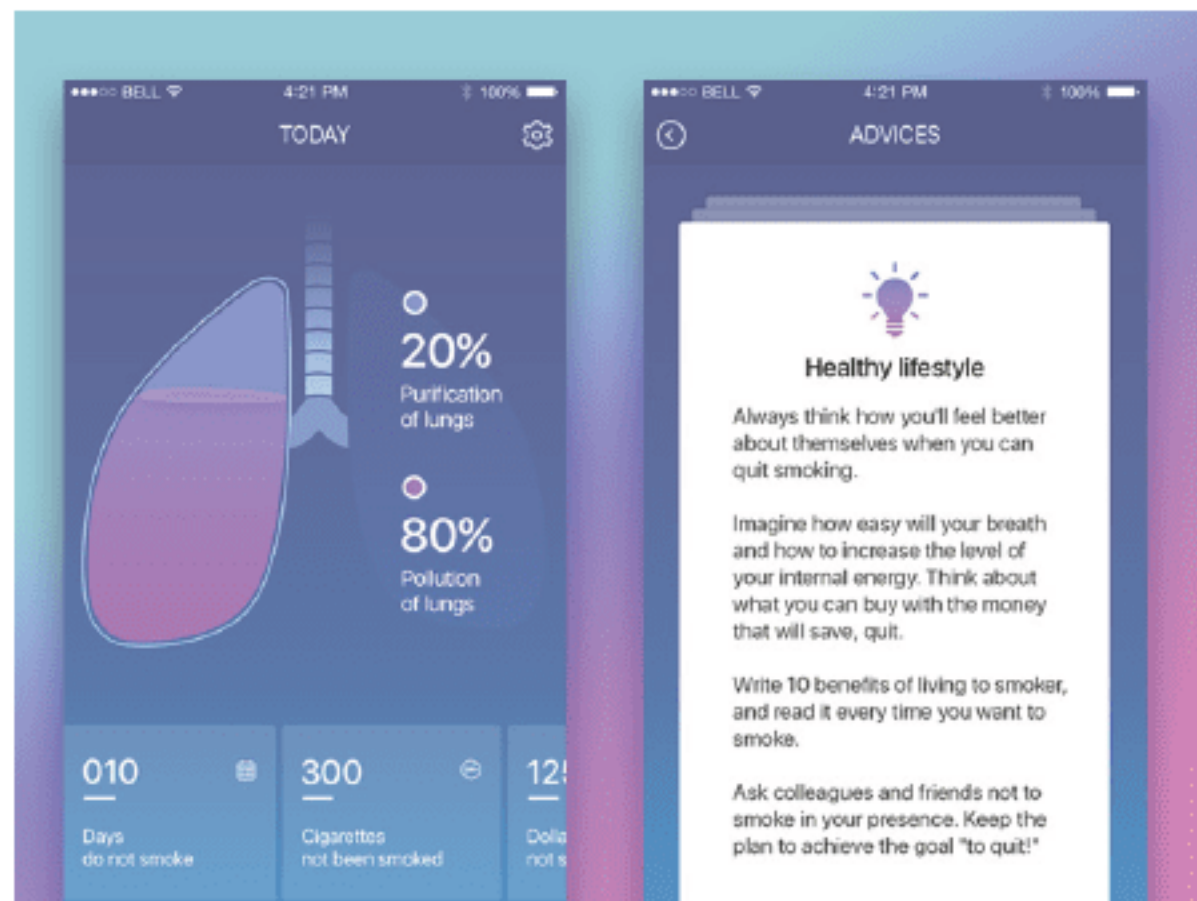 BELL
4:21 PM
100%
TODAY
20%
Purification
of lungs
80%
Pollution
of lungs
010
Days
do not smoke
300
Cigarettes
not been smoked
BELL
4:21 PM
100%
ADVICES
Healthy lifestyle
Always think how you'll feel better
about themselves when you can
quit smoking.
Imagine how easy will your breath
and how to increase the level of
your internal energy. Think about
what you can buy with the money
that will save, quit.
Write 10 benefits of living to smoker,
and read it every time you want to
smoke.
Ask colleagues and friends not to
smoke in your presence. Keep the
plan to achieve the goal "to quit!"